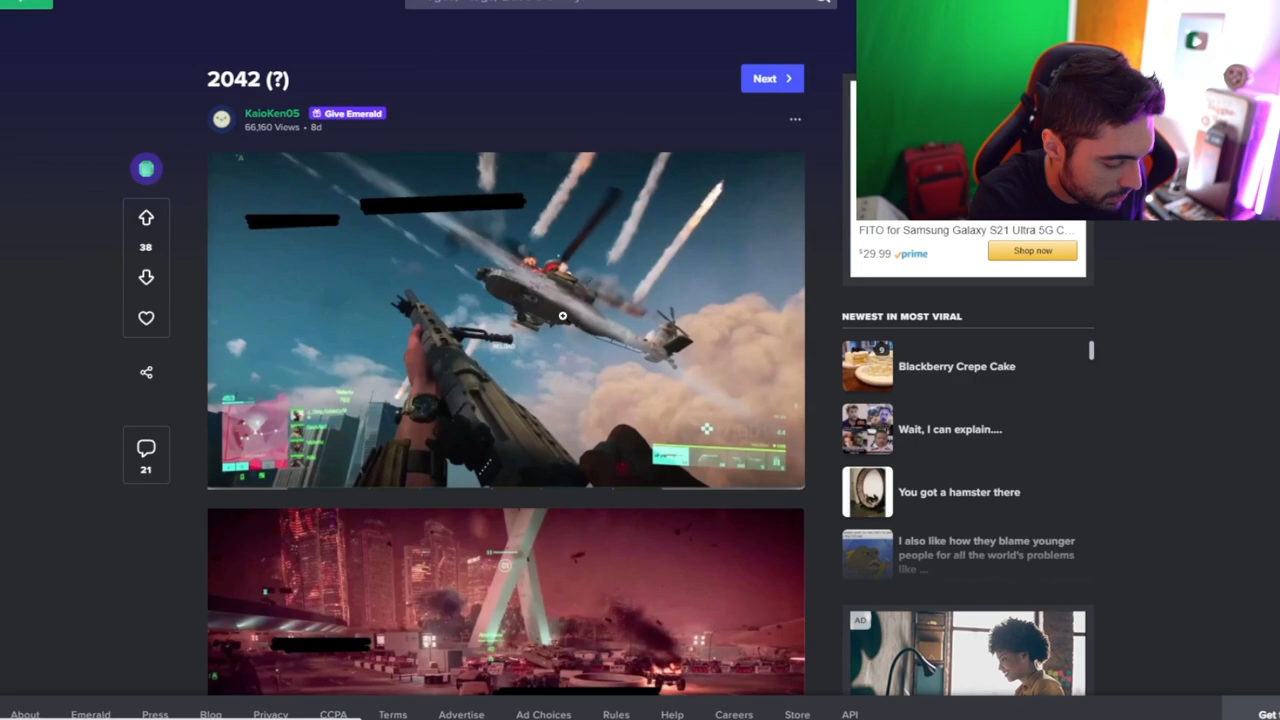 2042 (?)
Next
KaioKen05
Give Emerald
66,160 Views • 8d
38
21
FITO for Samsung Galaxy S21 Ultra 5G C...
$29.99 prime
Shop now
NEWEST IN MOST VIRAL
Blackberry Crepe Cake
Wait, I can explain....
You got a hamster there
I also like how they blame younger
people for all the world's problems
like ...
AD
About
Emerald
Press
Blog
Privacy
CCPA
Terms
Advertise
Ad Choices
Rules
Help
Careers
Store
API
Get